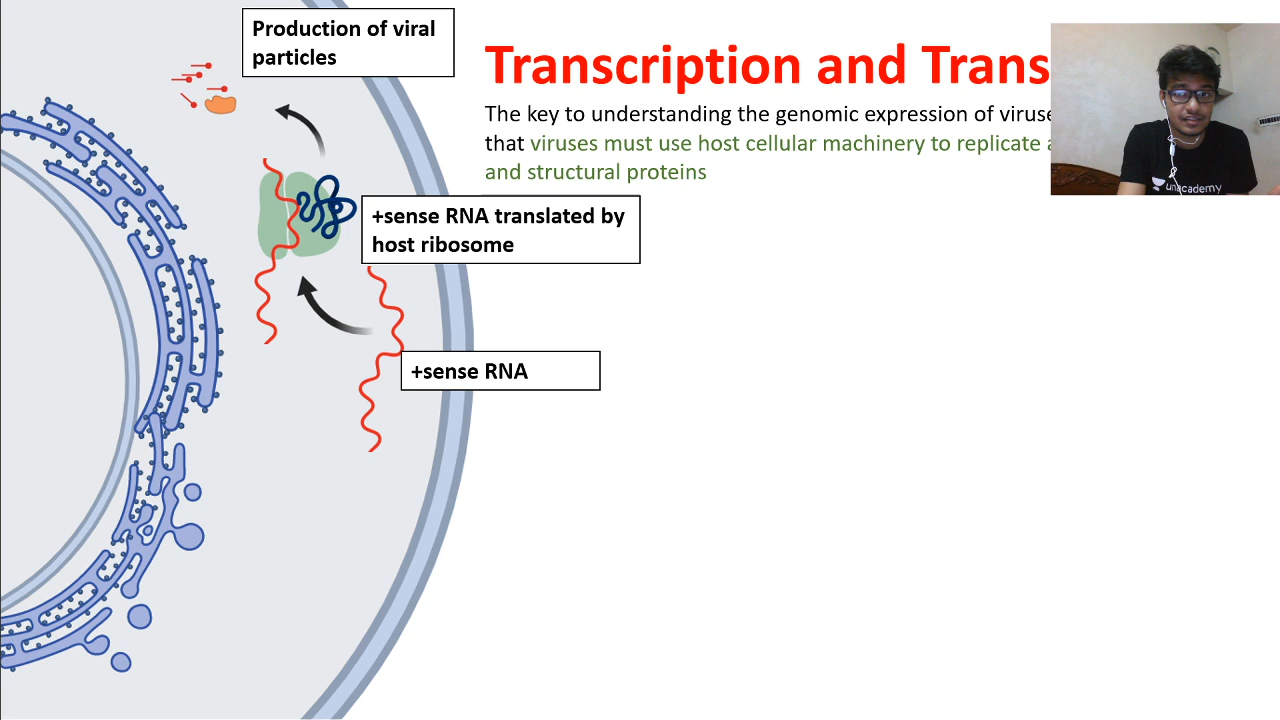 Production of viral
particles
Transcription and Trans
The key to understanding the genomic expression of viruse
that viruses must use host cellular machinery to replicate
and structural proteins
+sense RNA translated by
host ribosome
+sense RNA
unacademy